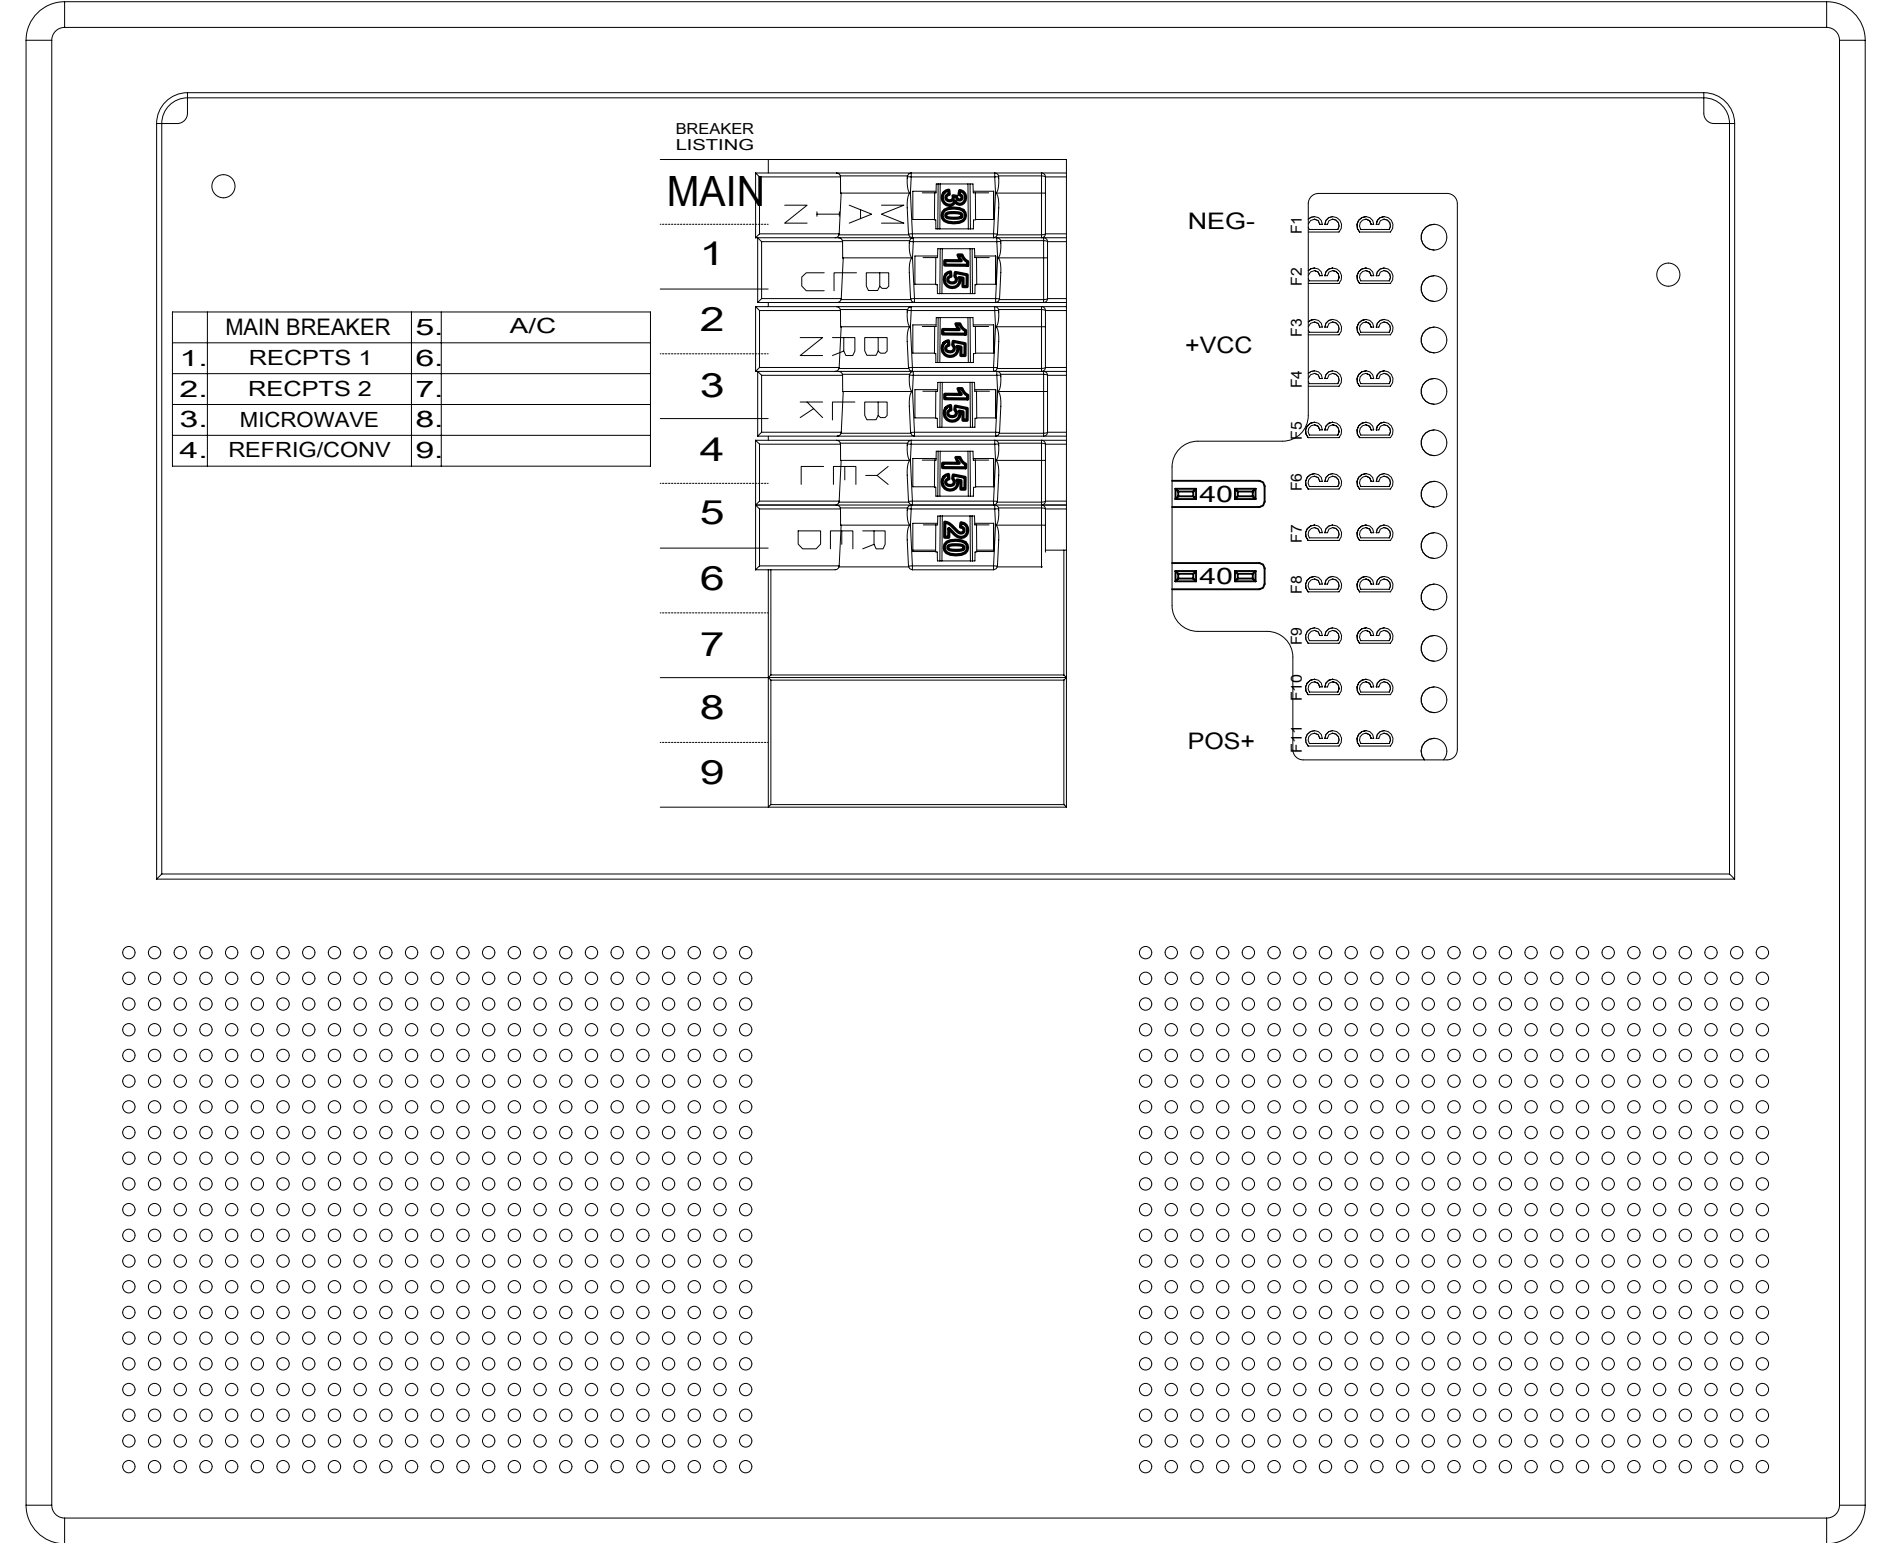 BREAKER
LISTING
MAIN
MAIN 30
1
BLU 15
2
BRN 15
3
BLK 15
4
YEL 15
5
RED 20
6
7
8
9
MAIN BREAKER 5. A/C
1. RECPTS 1 6.
2. RECPTS 2 7.
3. MICROWAVE 8.
4. REFRIG/CONV 9.
NEG-
+VCC
POS+
40
40
F1
F2
F3
F4
F5
F6
F7
F8
F9
F10
F11